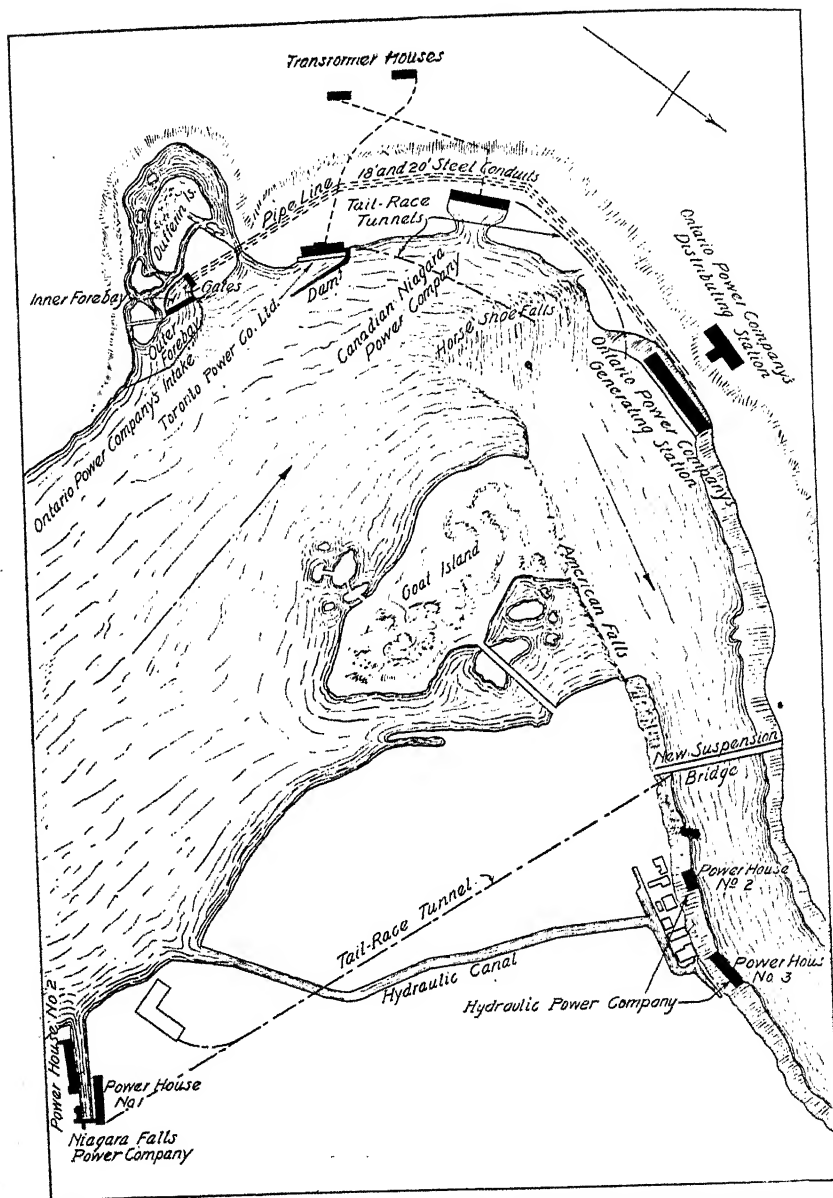 Transformer Houses
Dufferin Is.
Pipe Line
18' and 20' Steel Conduits
Tail-Race
Tunnels
Inner Forebay
Gates
Outer
Forebay
Ontario Power Company's Intake
Toronto Power Co. Ltd.
Dam
Canadian Niagara
Power Company
Horse Shoe Falls
Ontario Power Company's
Distributing Station
Ontario Power Company's
Generating Station
Goat Island
American Falls
New Suspension
Bridge
Tail-Race Tunnel
Hydraulic Canal
Power House
No 2
Power Hous
No 3
Hydraulic Power Company
Power House No 2
Power House
No 1
Niagara Falls
Power Company